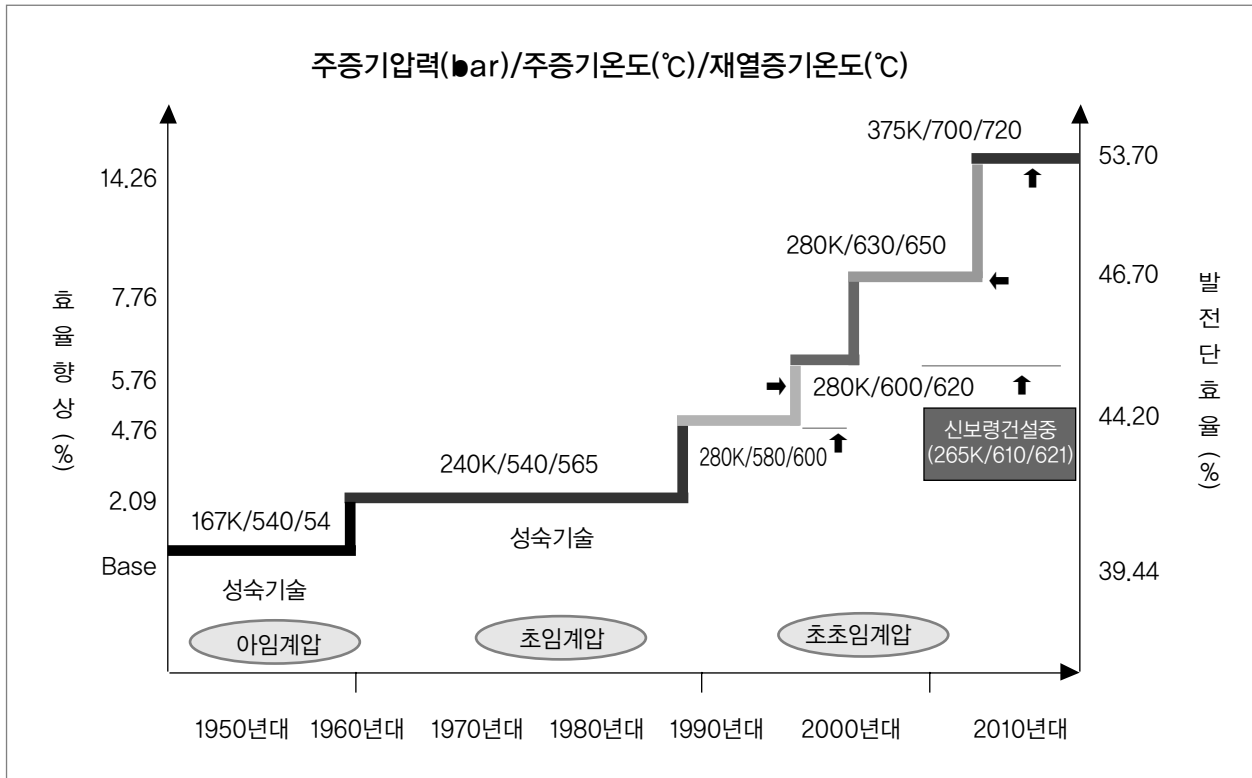 주증기압력(bar)/주증기온도(℃)/재열증기온도(℃)
375K/700/720
53.70
14.26
280K/630/650
46.70
7.76
효율향상(%)
발전단효율(%)
5.76
280K/600/620
4.76
44.20
신보령건설중
(265K/610/621)
280K/580/600
240K/540/565
2.09
167K/540/54
성숙기술
Base
39.44
성숙기술
아임계압
초임계압
초초임계압
1950년대
1960년대
1970년대
1980년대
1990년대
2000년대
2010년대